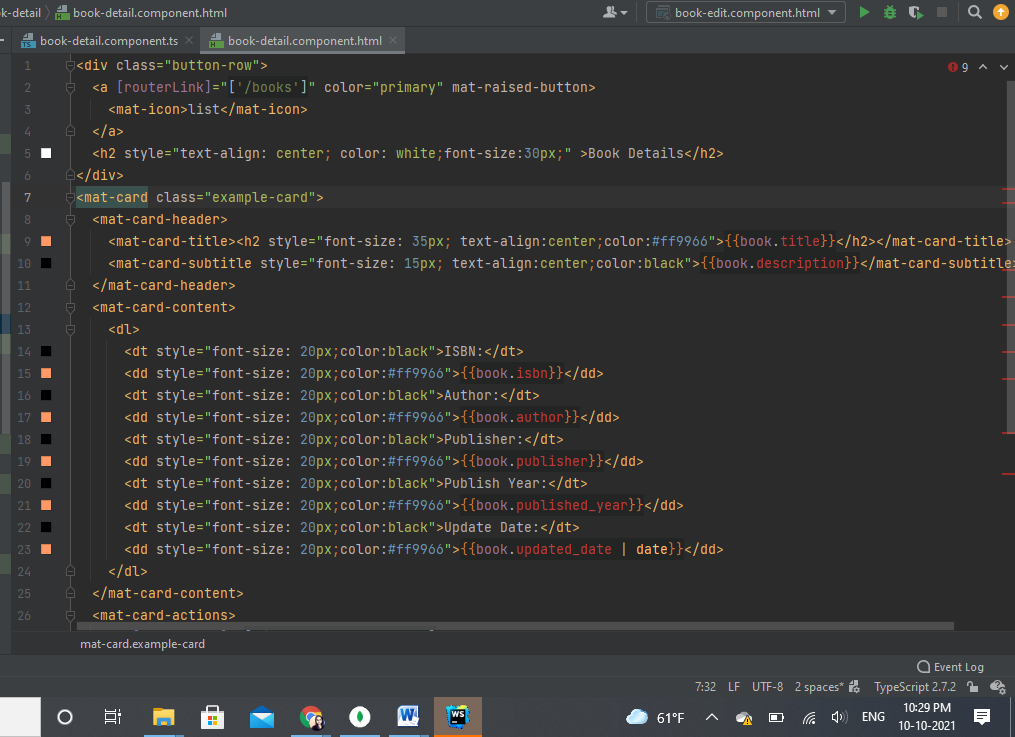 k-detail book-detail.component.html book-edit.component.html
TS book-detail.component.ts H book-detail.component.html
9
1 <div class="button-row">
2 <a [routerLink]="['/books']" color="primary" mat-raised-button>
3 <mat-icon>list</mat-icon>
4 </a>
5 <h2 style="text-align: center; color: white;font-size:30px;" >Book Details</h2>
6 </div>
7 <mat-card class="example-card">
8 <mat-card-header>
9 <mat-card-title><h2 style="font-size: 35px; text-align:center;color:#ff9966">{{book.title}}</h2></mat-card-title>
10 <mat-card-subtitle style="font-size: 15px; text-align:center;color:black">{{book.description}}</mat-card-subtitle>
11 </mat-card-header>
12 <mat-card-content>
13 <dl>
14 <dt style="font-size: 20px;color:black">ISBN:</dt>
15 <dd style="font-size: 20px;color:#ff9966">{{book.isbn}}</dd>
16 <dt style="font-size: 20px;color:black">Author:</dt>
17 <dd style="font-size: 20px;color:#ff9966">{{book.author}}</dd>
18 <dt style="font-size: 20px;color:black">Publisher:</dt>
19 <dd style="font-size: 20px;color:#ff9966">{{book.publisher}}</dd>
20 <dt style="font-size: 20px;color:black">Publish Year:</dt>
21 <dd style="font-size: 20px;color:#ff9966">{{book.published_year}}</dd>
22 <dt style="font-size: 20px;color:black">Update Date:</dt>
23 <dd style="font-size: 20px;color:#ff9966">{{book.updated_date | date}}</dd>
24 </dl>
25 </mat-card-content>
26 <mat-card-actions>
mat-card.example-card
Event Log
7:32 LF UTF-8 2 spaces* TypeScript 2.7.2
W WS 61°F ENG 10:29 PM
10-10-2021